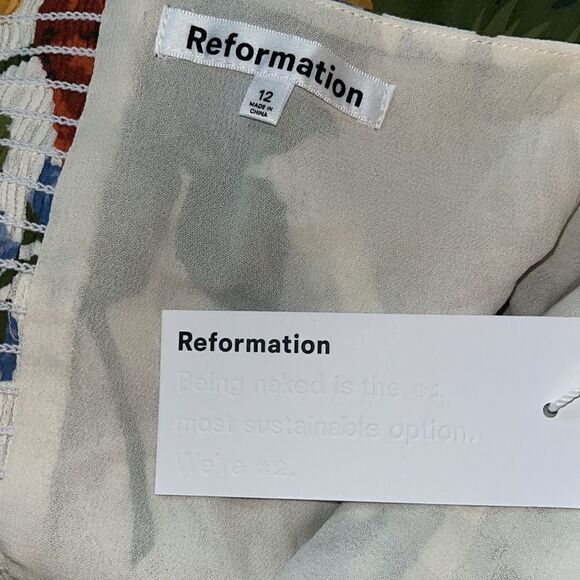 Reformation
12
MADE IN
CHINA
Reformation
Being naked is the #1
most sustainable option.
We're #2.